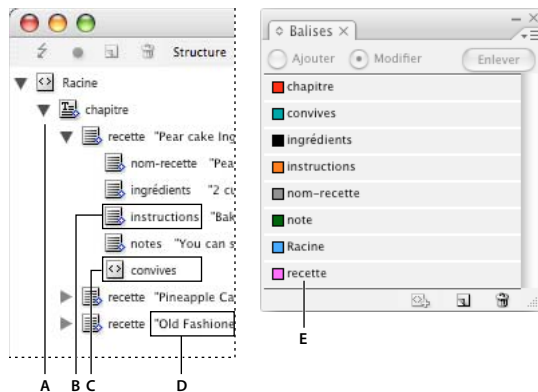 Structure
Racine
chapitre
recette "Pear cake Ing
nom-recette "Pea
ingrédients "2 cu
instructions "Bak
notes "You can s
convives
recette "Pineapple Ca
recette "Old Fashione
A B C D
Balises
Ajouter Modifier Enlever
chapitre
convives
ingrédients
instructions
nom-recette
note
Racine
recette
E